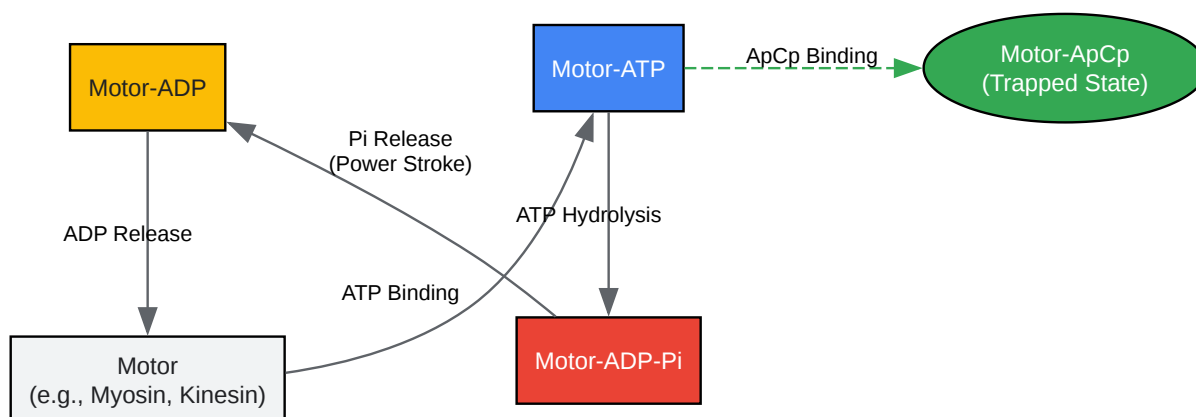 Motor-ADP
Motor-ATP
ApCp Binding
Motor-ApCp
(Trapped State)
Pi Release
(Power Stroke)
ADP Release
ATP Hydrolysis
ATP Binding
Motor
(e.g., Myosin, Kinesin)
Motor-ADP-Pi